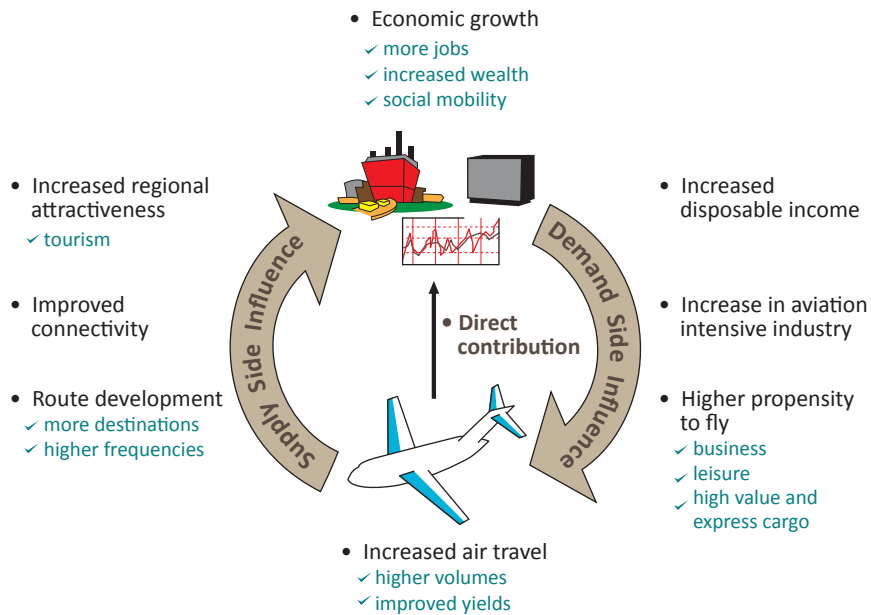 • Economic growth
✓ more jobs
✓ increased wealth
✓ social mobility
• Increased regional
attractiveness
✓ tourism
• Improved
connectivity
• Route development
✓ more destinations
✓ higher frequencies
Supply Side Influence
• Direct
contribution
Demand Side Influence
• Increased
disposable income
• Increase in aviation
intensive industry
• Higher propensity
to fly
✓ business
✓ leisure
✓ high value and
express cargo
• Increased air travel
✓ higher volumes
✓ improved yields